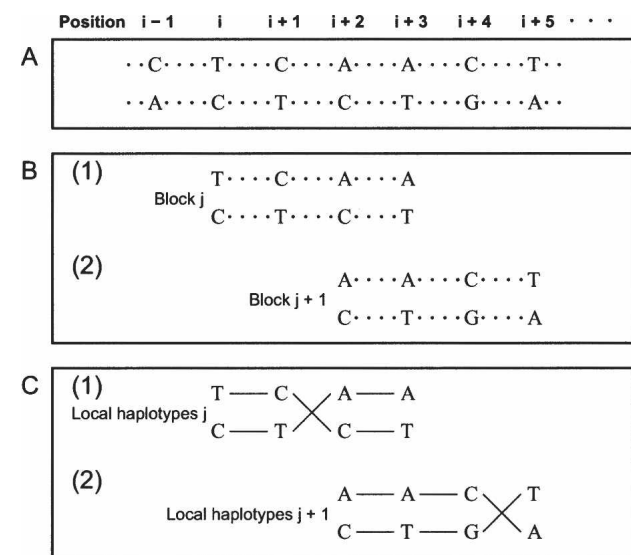 Position i – 1 i i + 1 i + 2 i + 3 i + 4 i + 5 · · ·
A
· · C · · · · T · · · · C · · · · A · · · · A · · · · C · · · · T · ·
· · A · · · · C · · · · T · · · · C · · · · T · · · · G · · · · A · ·
B
(1)
T · · · · C · · · · A · · · · A
Block j
C · · · · T · · · · C · · · · T
(2)
A · · · · A · · · · C · · · · T
Block j + 1
C · · · · T · · · · G · · · · A
C
(1)
T — C A — A
Local haplotypes j
C — T C — T
(2)
A — A — C T
Local haplotypes j + 1
C — T — G A